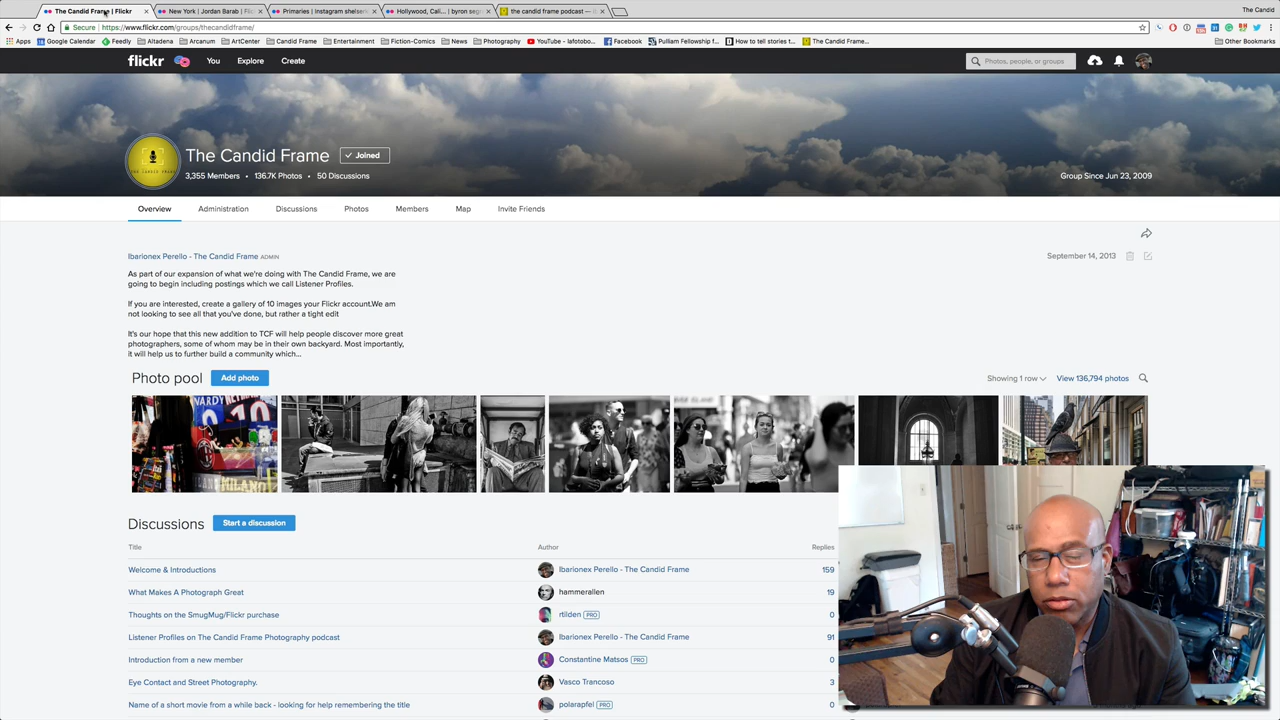 The Candid Frame | Flickr
New York | Jordan Barab | Fli
Primaries | Instagram shelser
Hollywood, Cali... | byron seg
the candid frame podcast —
The Candid
Secure https://www.flickr.com/groups/thecandidframe/
Apps Google Calendar Feedly Altadena Arcanum ArtCenter Candid Frame Entertainment Fiction-Comics News Photography YouTube - lafotobo... Facebook Pulliam Fellowship f... How to tell stories t... The Candid Frame... Other Bookmarks
flickr You Explore Create Photos, people, or groups
The Candid Frame Joined
3,355 Members • 136.7K Photos • 50 Discussions
Group Since Jun 23, 2009
Overview Administration Discussions Photos Members Map Invite Friends
Ibarionex Perello - The Candid Frame ADMIN
September 14, 2013
As part of our expansion of what we're doing with The Candid Frame, we are
going to begin including postings which we call Listener Profiles.
If you are interested, create a gallery of 10 images your Flickr account.We am
not looking to see all that you've done, but rather a tight edit
It's our hope that this new addition to TCF will help people discover more great
photographers, some of whom may be in their own backyard. Most importantly,
it will help us to further build a community which...
Photo pool Add photo Showing 1 row View 136,794 photos
VARDY
10
MILANO
Discussions Start a discussion
Title Author Replies
Welcome & Introductions Ibarionex Perello - The Candid Frame 159
What Makes A Photograph Great hammerallen 19
Thoughts on the SmugMug/Flickr purchase rtilden PRO 0
Listener Profiles on The Candid Frame Photography podcast Ibarionex Perello - The Candid Frame 91
Introduction from a new member Constantine Matsos PRO 0
Eye Contact and Street Photography. Vasco Trancoso 3
Name of a short movie from a while back - looking for help remembering the title polarapfel PRO 0